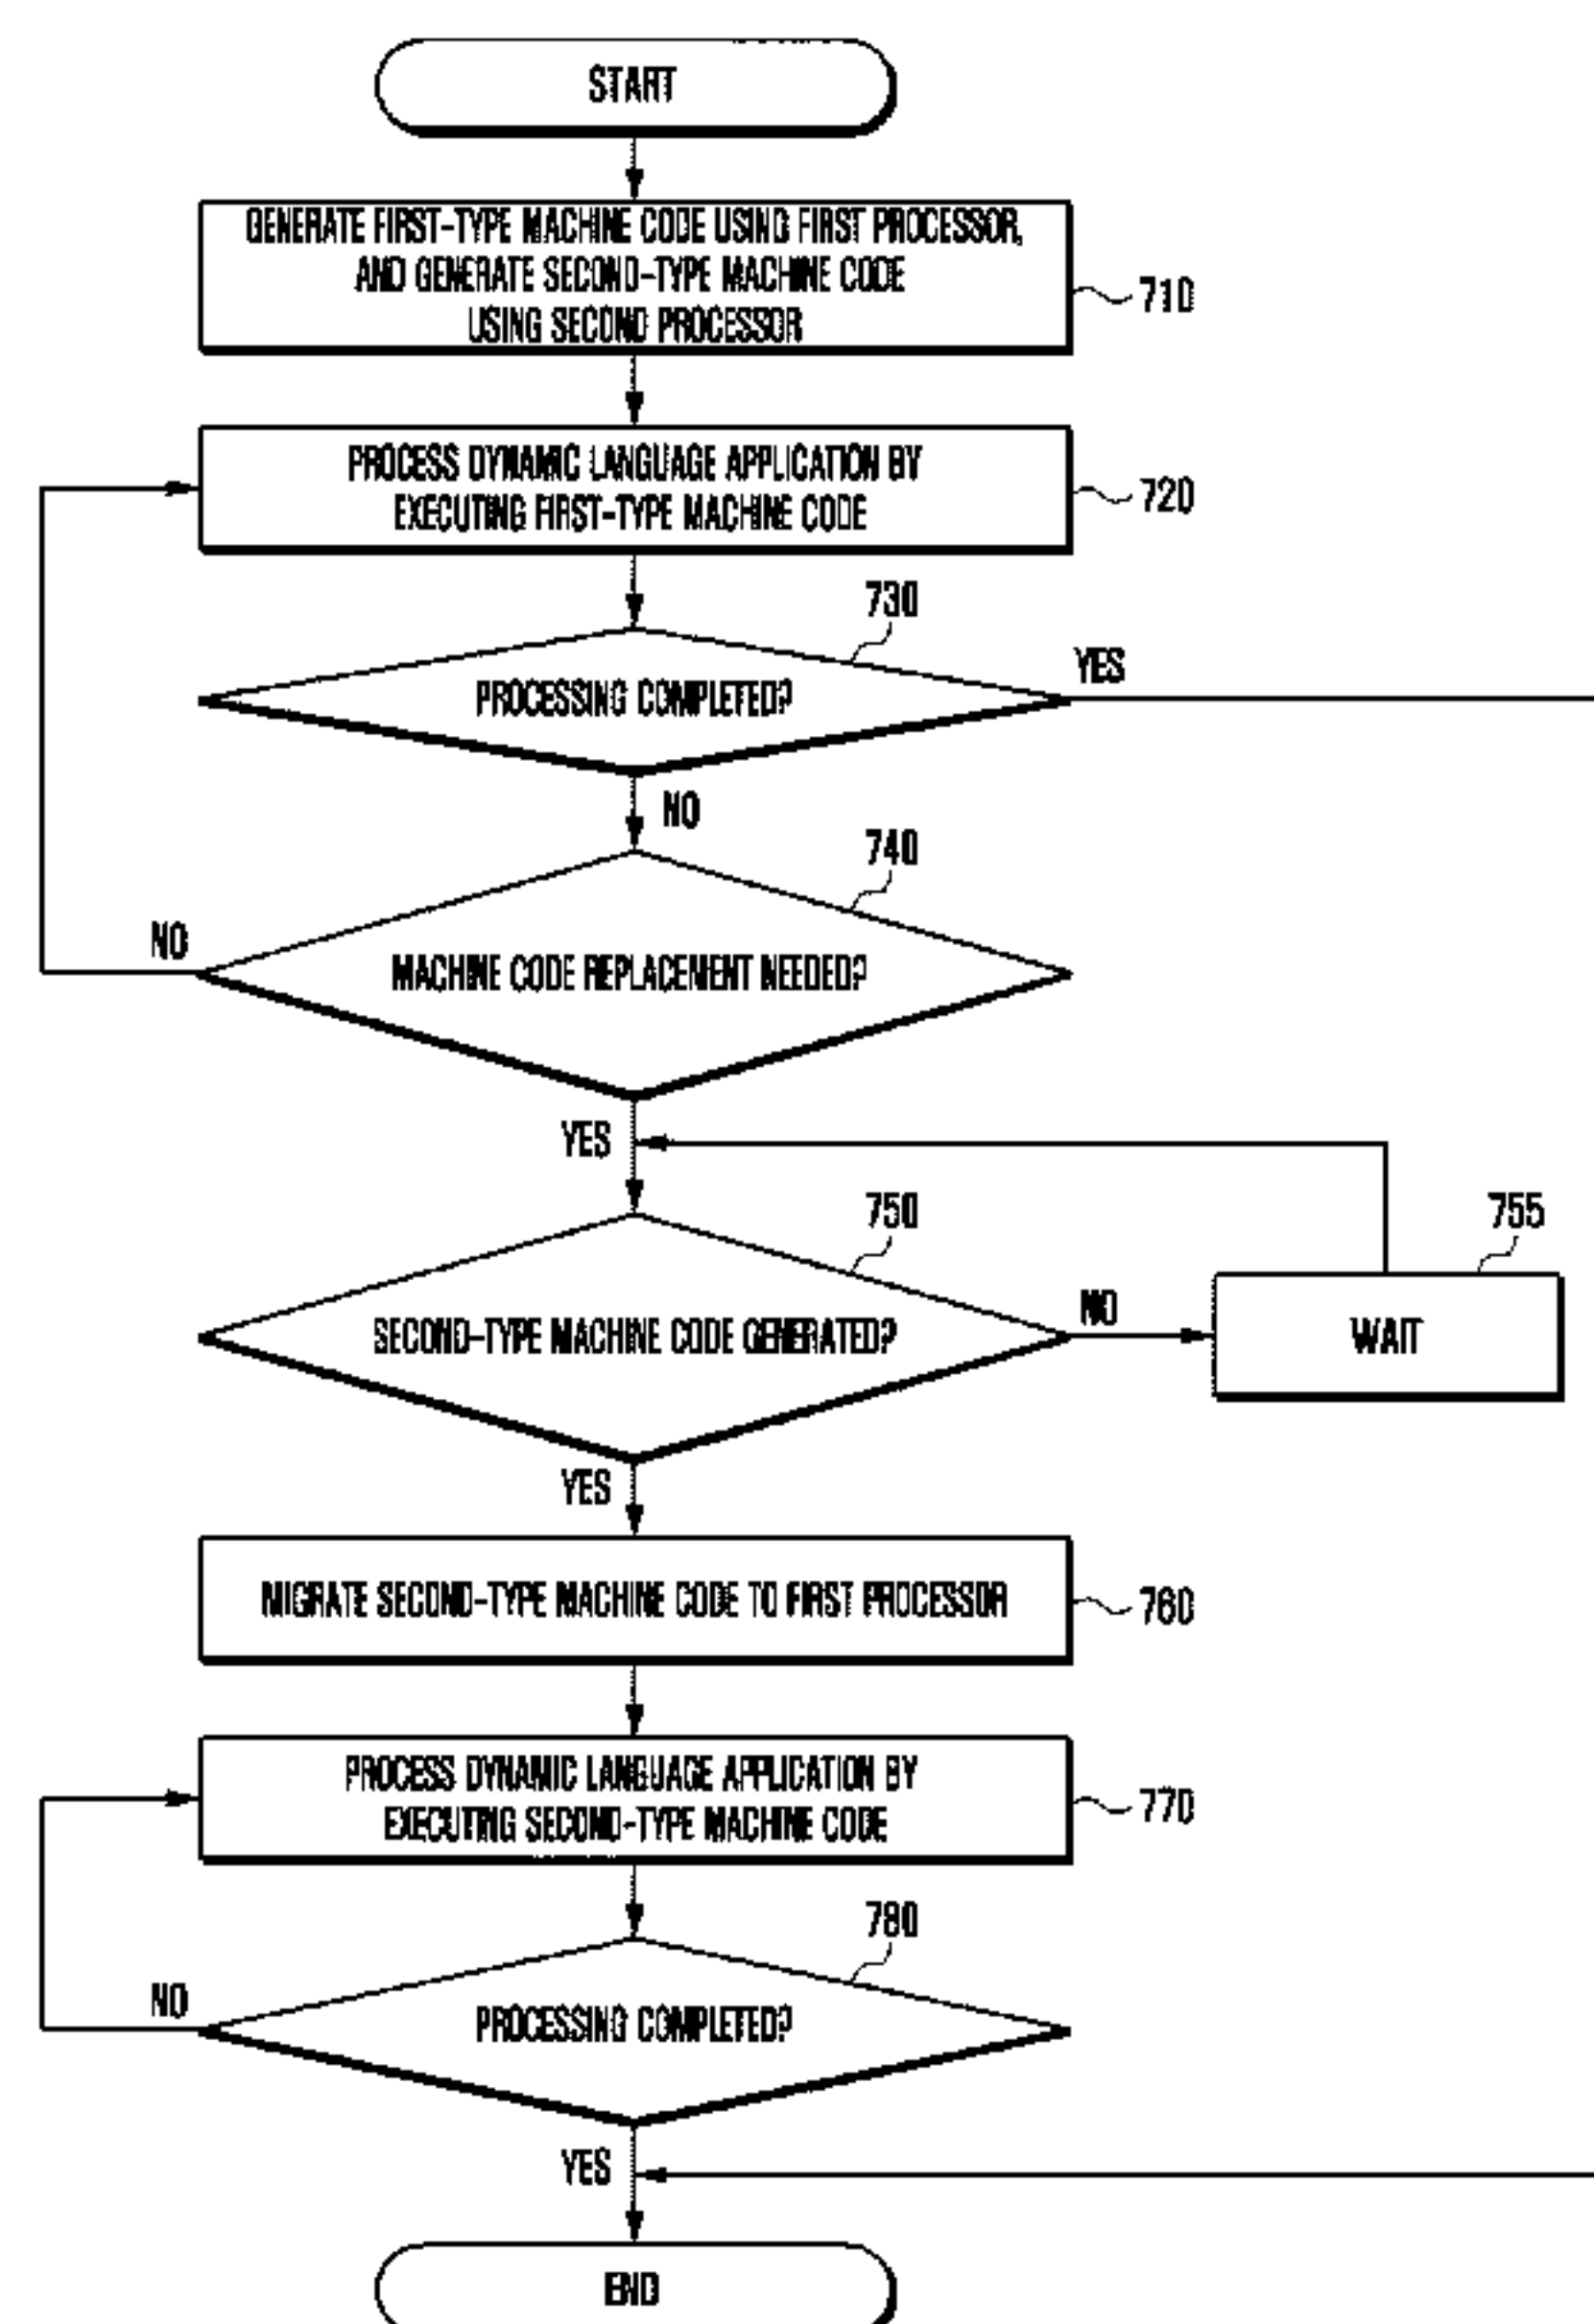 START
GENERATE FIRST-TYPE MACHINE CODE USING FIRST PROCESSOR,
AND GENERATE SECOND-TYPE MACHINE CODE
USING SECOND PROCESSOR
710
PROCESS DYNAMIC LANGUAGE APPLICATION BY
EXECUTING FIRST-TYPE MACHINE CODE
720
730
PROCESSING COMPLETED?
YES
NO
740
MACHINE CODE REPLACEMENT NEEDED?
NO
YES
750
SECOND-TYPE MACHINE CODE GENERATED?
NO
755
WAIT
YES
MIGRATE SECOND-TYPE MACHINE CODE TO FIRST PROCESSOR
760
PROCESS DYNAMIC LANGUAGE APPLICATION BY
EXECUTING SECOND-TYPE MACHINE CODE
770
780
PROCESSING COMPLETED?
NO
YES
END